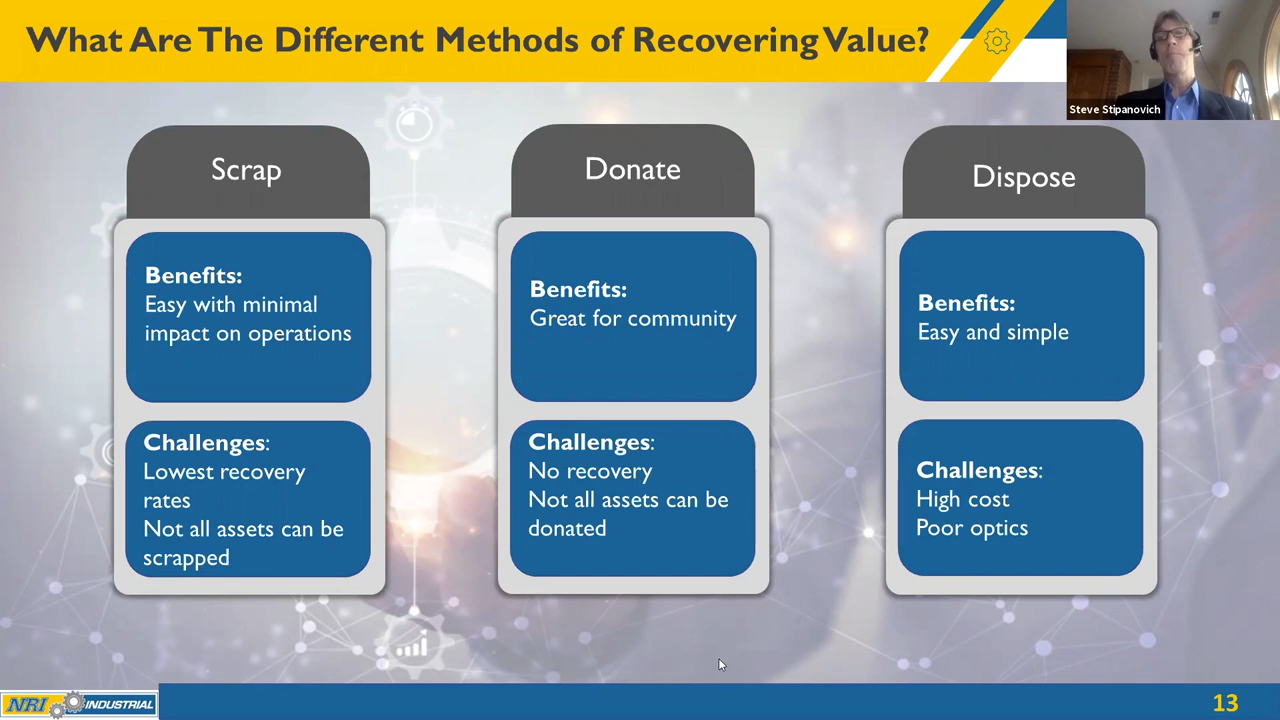 What Are The Different Methods of Recovering Value?
Steve Stipanovich
Scrap
Benefits:
Easy with minimal
impact on operations
Challenges:
Lowest recovery
rates
Not all assets can be
scrapped
Donate
Benefits:
Great for community
Challenges:
No recovery
Not all assets can be
donated
Dispose
Benefits:
Easy and simple
Challenges:
High cost
Poor optics
NRI INDUSTRIAL
13